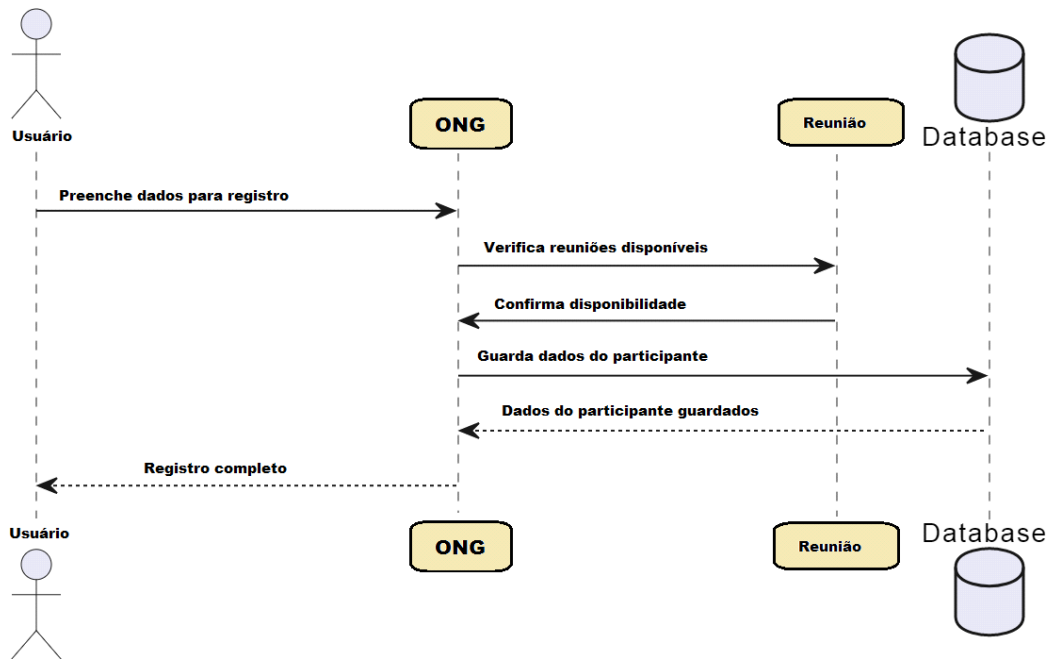 Usuário
ONG
Reunião
Database
Preenche dados para registro
Verifica reuniões disponíveis
Confirma disponibilidade
Guarda dados do participante
Dados do participante guardados
Registro completo
Usuário
ONG
Reunião
Database